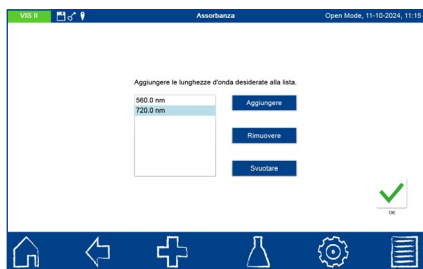 VIS II Assorbanza Open Mode, 11-10-2024, 11:15
Aggiungere le lunghezze d'onda desiderate alla lista.
560.0 nm
720.0 nm
Aggiungere
Rimuovere
Svuotare
OK